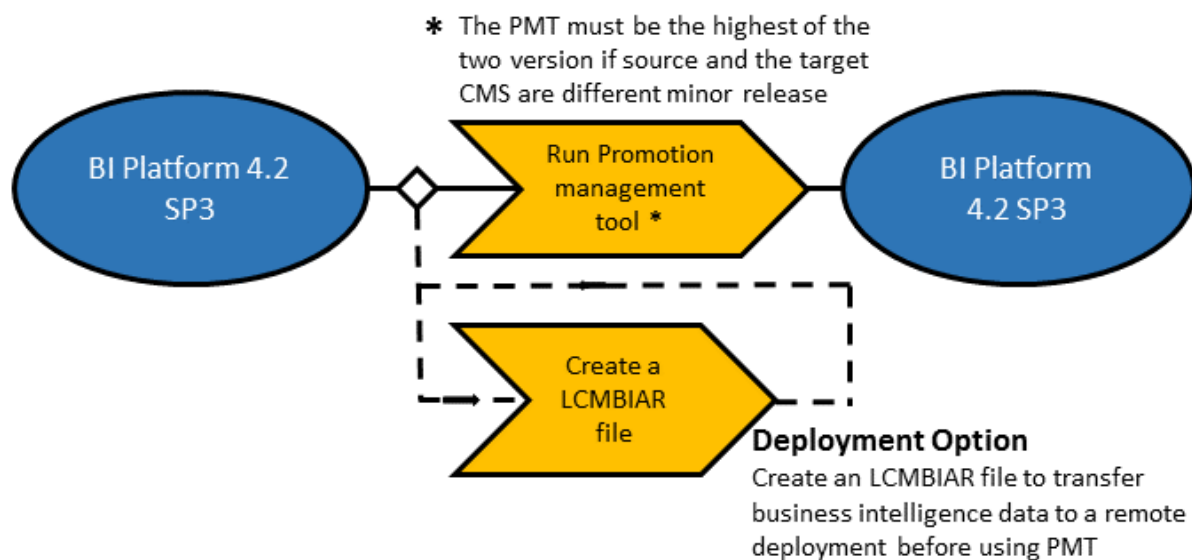 * The PMT must be the highest of the
two version if source and the target
CMS are different minor release
BI Platform 4.2
SP3
Run Promotion
management
tool *
BI Platform
4.2 SP3
Create a
LCMBIAR
file
Deployment Option
Create an LCMBIAR file to transfer
business intelligence data to a remote
deployment before using PMT